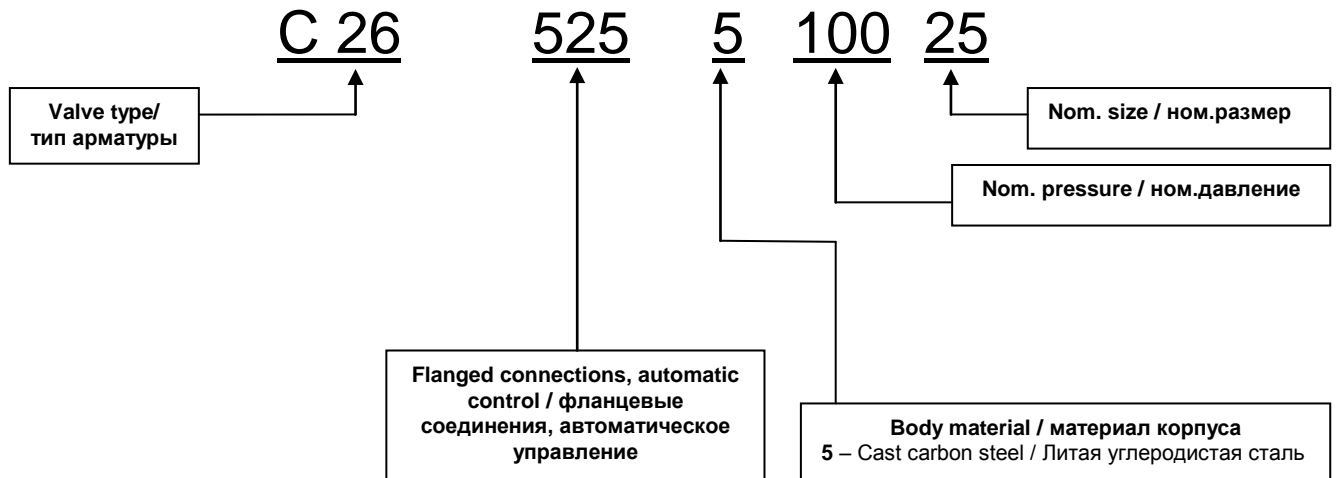 C 26 525 5 100 25
Valve type/
тип арматуры
Nom. size / ном.размер
Nom. pressure / ном.давление
Flanged connections, automatic
control / фланцевые
соединения, автоматическое
управление
Body material / материал корпуса
5 – Cast carbon steel / Литая углеродистая сталь